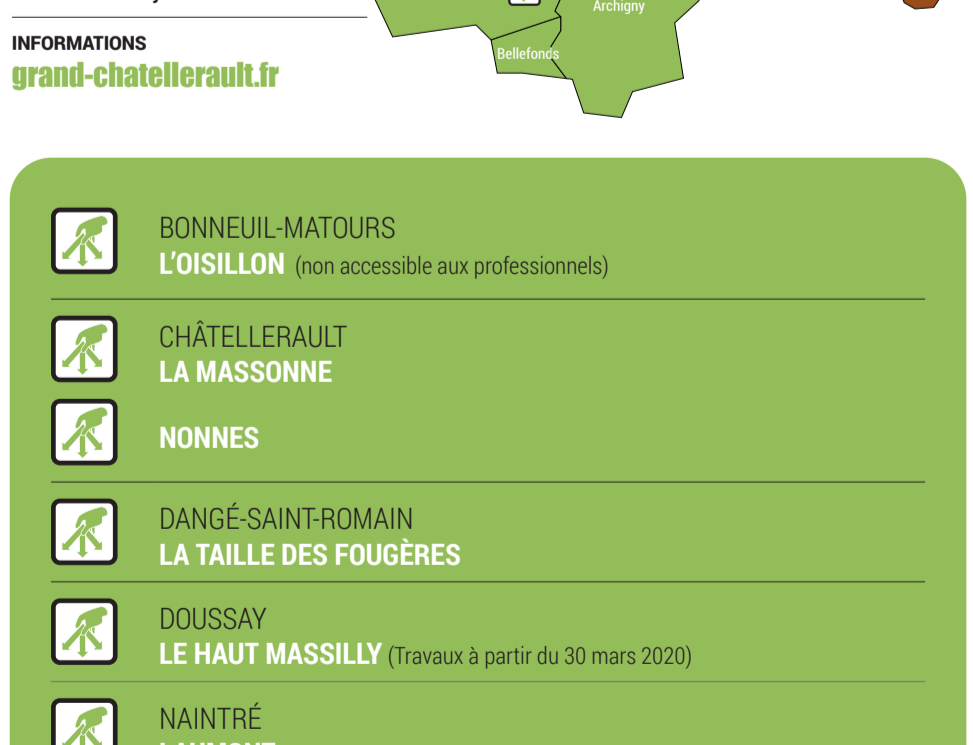 INFORMATIONS
grand-chatellerault.fr
Archigny
Bellefonds
BONNEUIL-MATOURS
L'OISILLON (non accessible aux professionnels)
CHÂTELLERAULT
LA MASSONNE
NONNES
DANGÉ-SAINT-ROMAIN
LA TAILLE DES FOUGÈRES
DOUSSAY
LE HAUT MASSILLY (Travaux à partir du 30 mars 2020)
NAINTRÉ